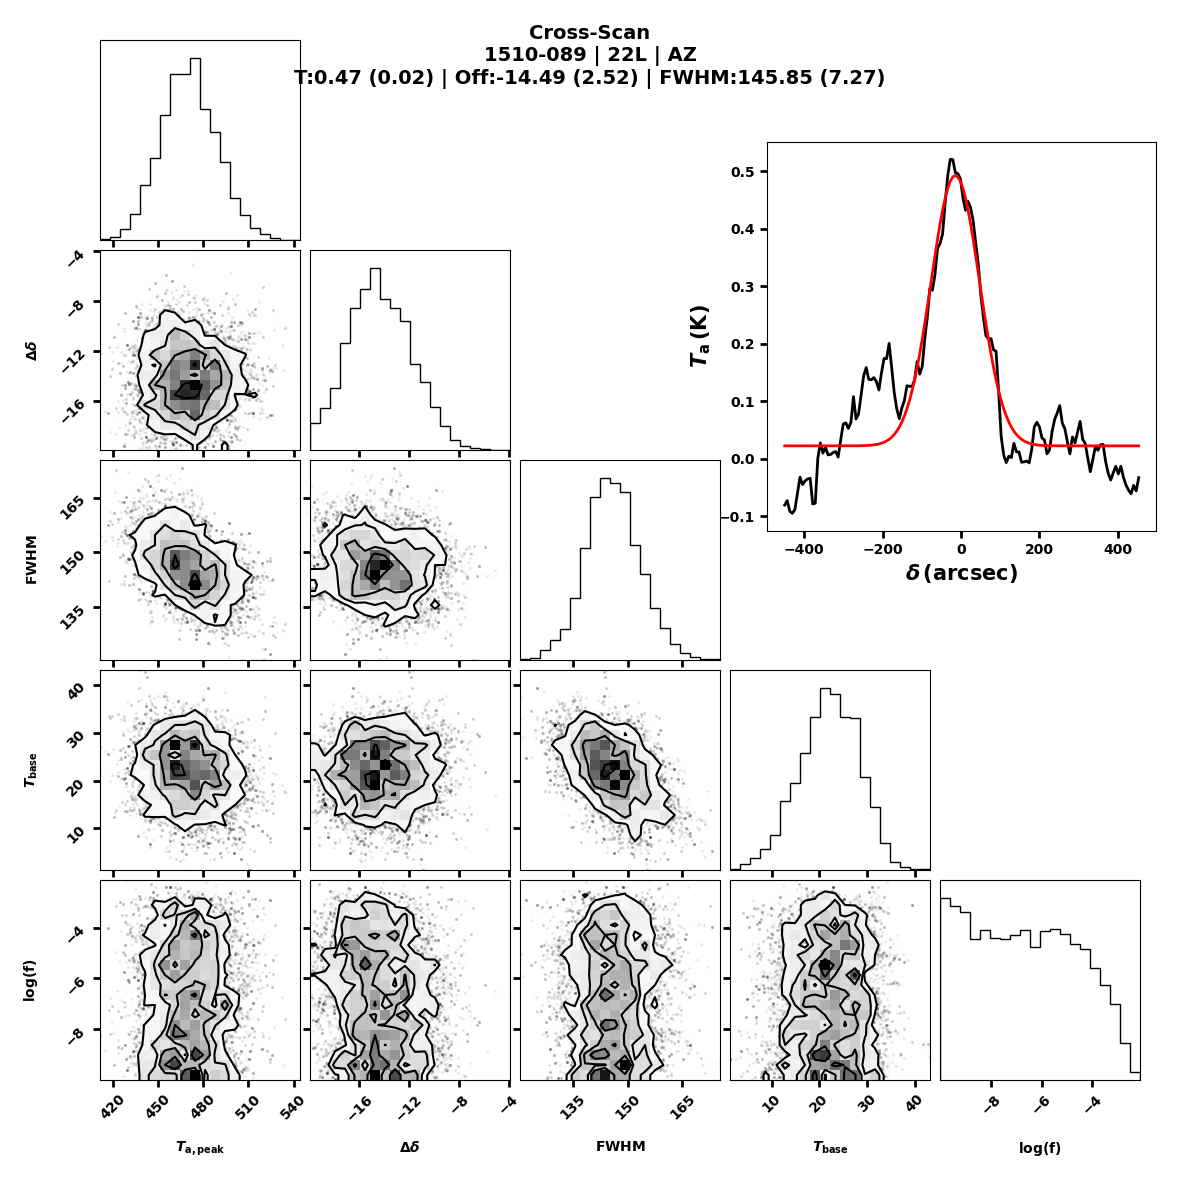 Cross-Scan
1510-089 | 22L | AZ
T:0.47 (0.02) | Off:-14.49 (2.52) | FWHM:145.85 (7.27)
0.5
0.4
0.3
0.2
0.1
0.0
−0.1
Ta (K)
−400 −200 0 200 400
δ (arcsec)
−4
−8
−12
−16
Δδ
165
150
135
FWHM
40
30
20
10
Tbase
−4
−6
−8
log(f)
420 450 480 510 540
−16 −12 −8 −4
135 150 165
10 20 30 40
−8 −6 −4
Ta, peak Δδ FWHM Tbase log(f)